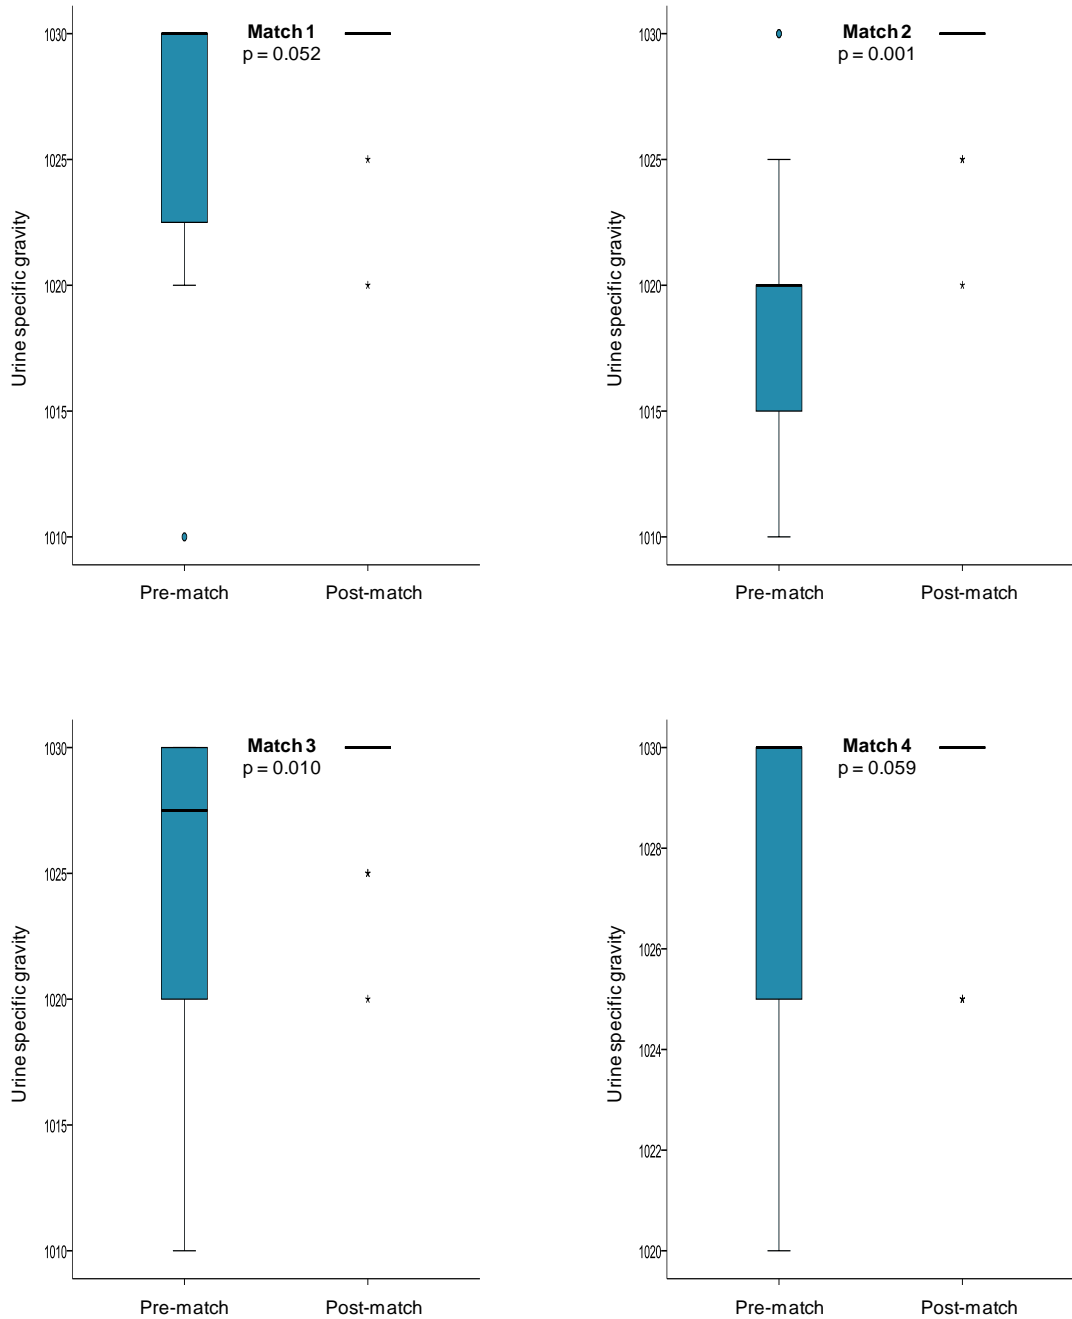 Match 1
p = 0.052
Urine specific gravity
1030
1025
1020
1015
1010
Pre-match Post-match
Match 2
p = 0.001
Urine specific gravity
1030
1025
1020
1015
1010
Pre-match Post-match
Match 3
p = 0.010
Urine specific gravity
1030
1025
1020
1015
1010
Pre-match Post-match
Match 4
p = 0.059
Urine specific gravity
1030
1028
1026
1024
1022
1020
Pre-match Post-match